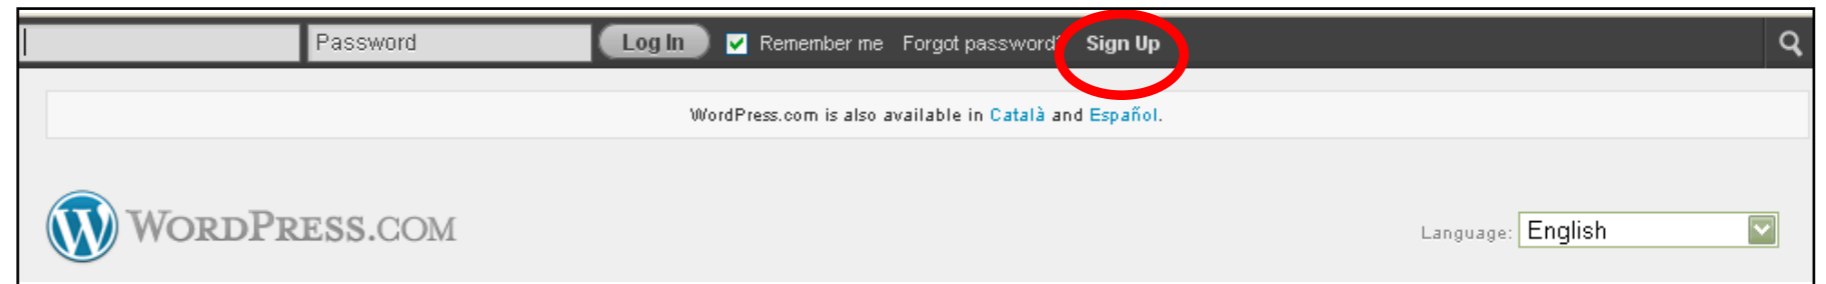 Password Log In Remember me Forgot password? Sign Up
WordPress.com is also available in Català and Español.
WORDPRESS.COM
Language: English